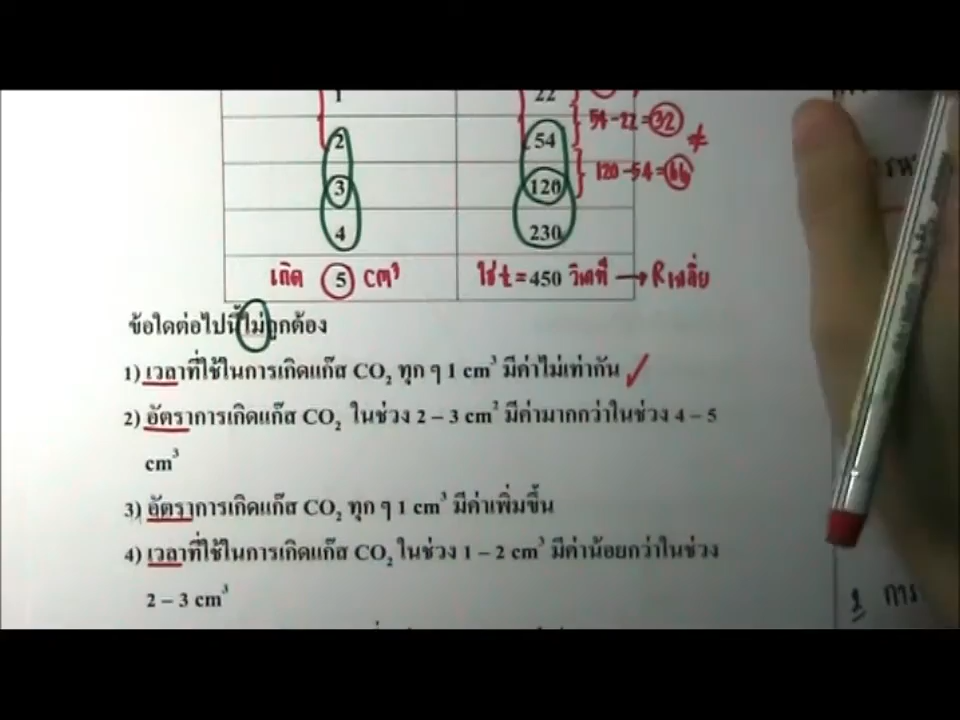 1 22
54 - 22 = 32
2 54
≠
120 - 54 = 66
3 120
4 230
เกิด 5 cm³ ใช้ t = 450 วินาที → R เฉลี่ย
ข้อใดต่อไปนี้ไม่ถูกต้อง
1) เวลาที่ใช้ในการเกิดแก๊ส CO₂ ทุก ๆ 1 cm³ มีค่าไม่เท่ากัน ✓
2) อัตราการเกิดแก๊ส CO₂ ในช่วง 2 – 3 cm³ มีค่ามากกว่าในช่วง 4 – 5
cm³
3) อัตราการเกิดแก๊ส CO₂ ทุก ๆ 1 cm³ มีค่าเพิ่มขึ้น
4) เวลาที่ใช้ในการเกิดแก๊ส CO₂ ในช่วง 1 – 2 cm³ มีค่าน้อยกว่าในช่วง
2 – 3 cm³
การ